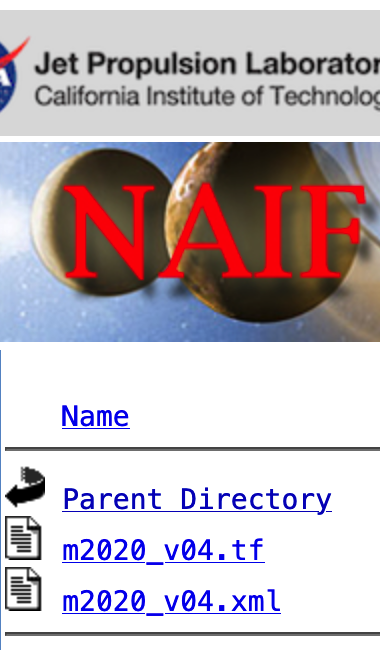 Jet Propulsion Laborator
California Institute of Technolog
NAIF
Name
Parent Directory
m2020_v04.tf
m2020_v04.xml